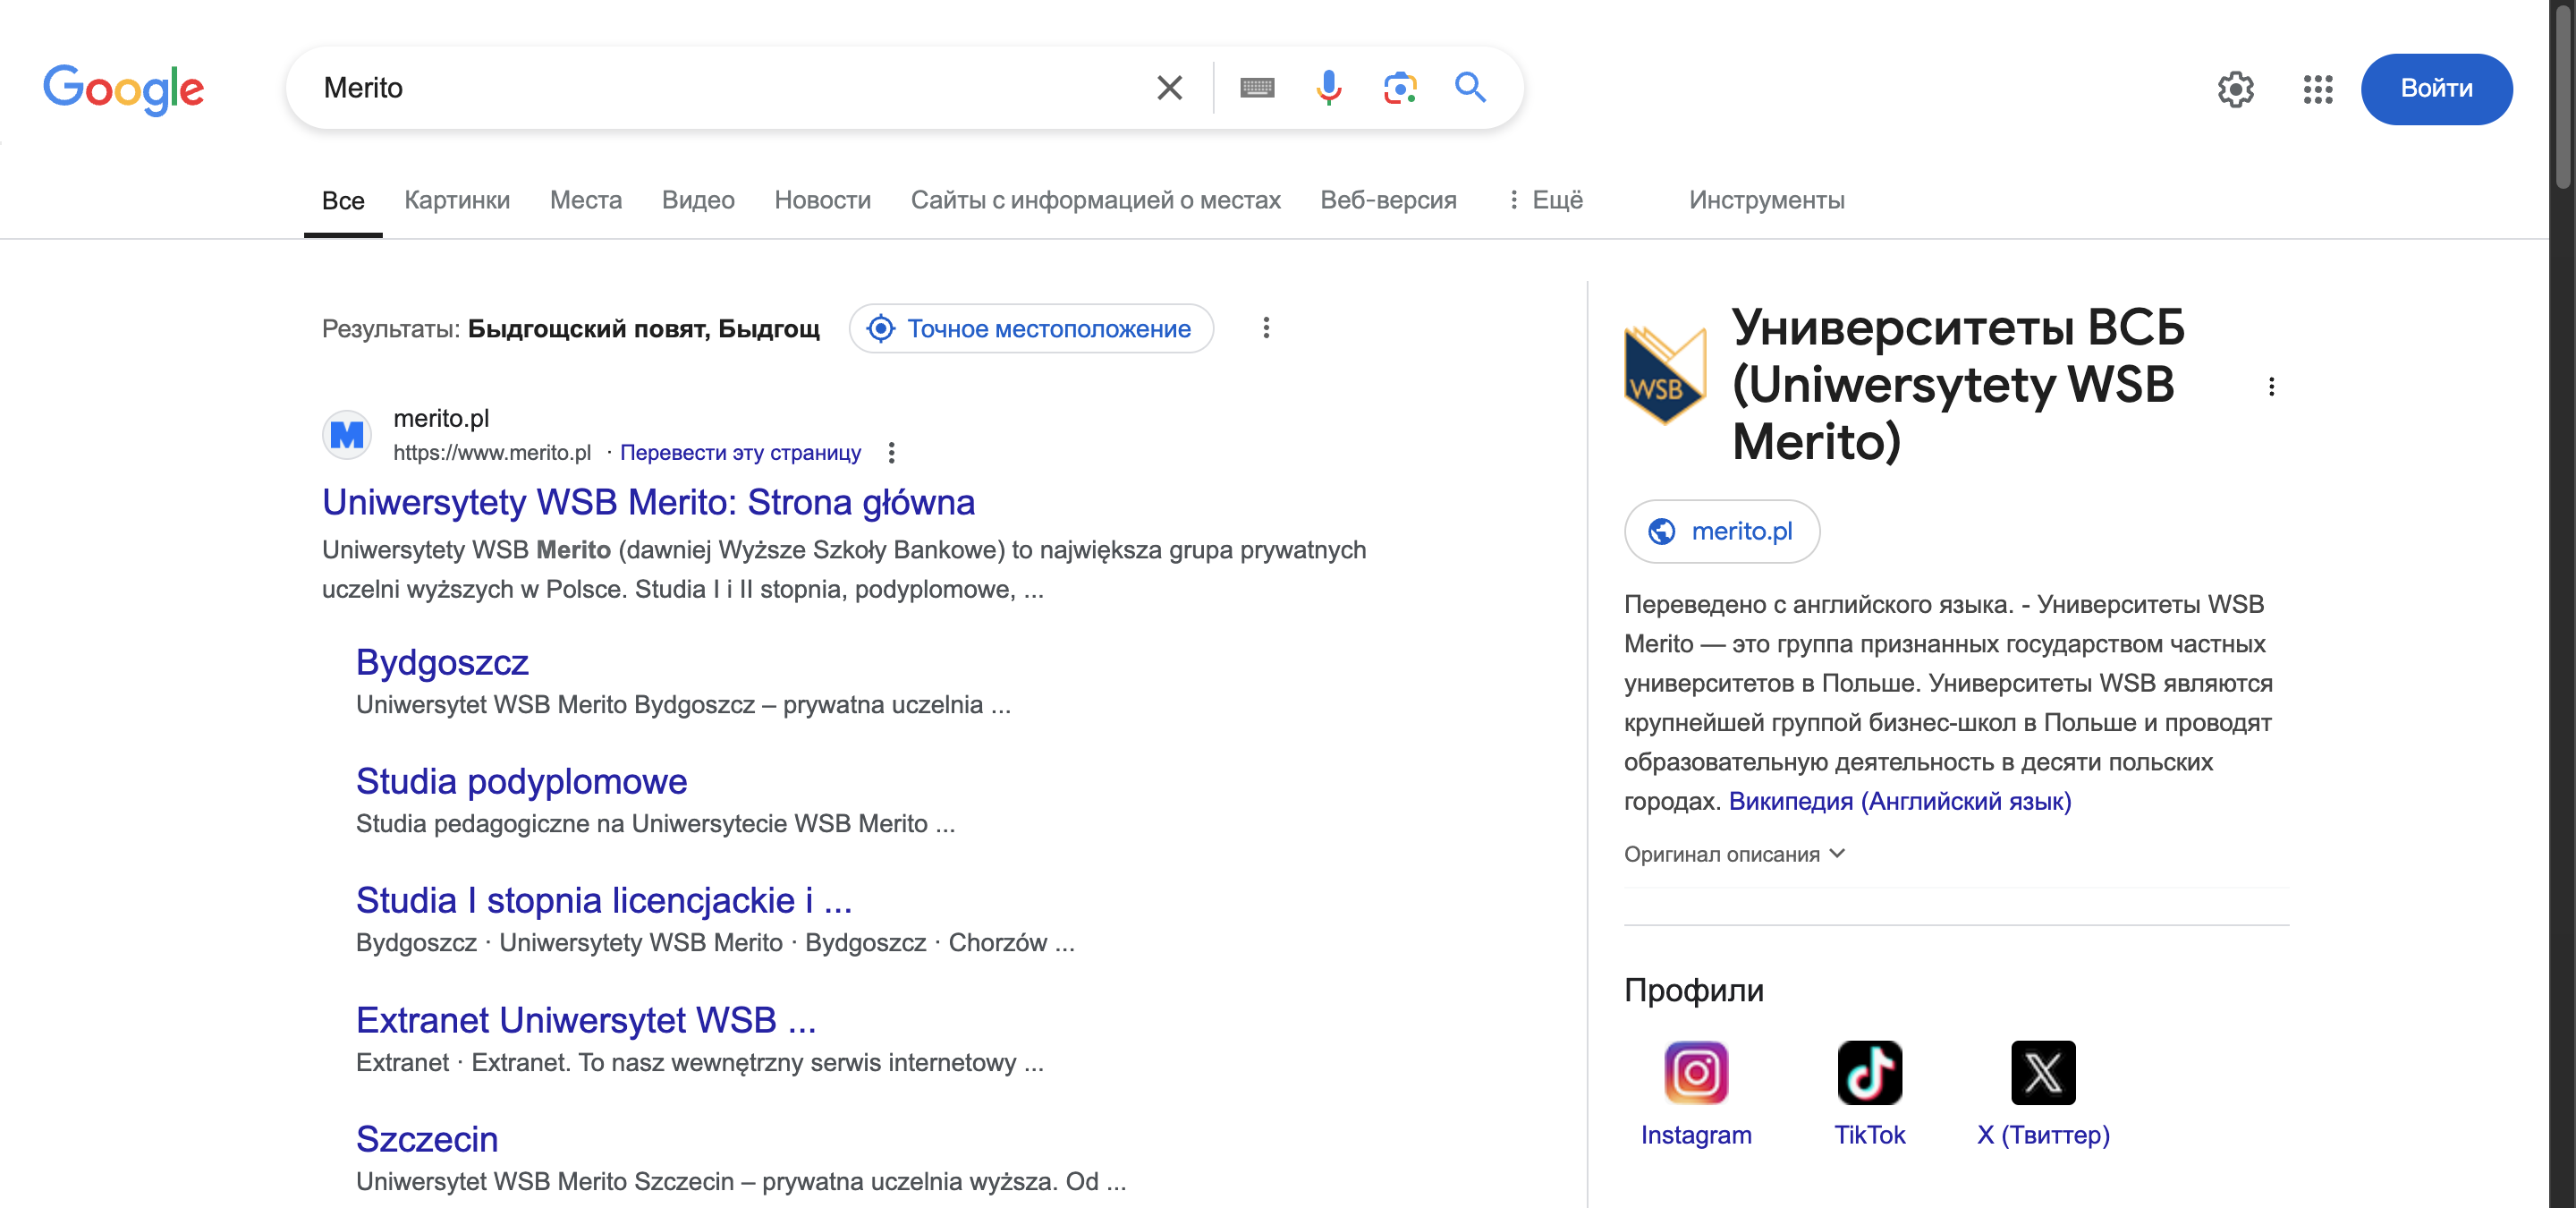 Google
Merito
Войти
Все Картинки Места Видео Новости Сайты с информацией о местах Веб-версия Ещё Инструменты
Результаты: Быдгощский повят, Быдгощ Точное местоположение
merito.pl
https://www.merito.pl · Перевести эту страницу
Uniwersytety WSB Merito: Strona główna
Uniwersytety WSB Merito (dawniej Wyższe Szkoły Bankowe) to największa grupa prywatnych
uczelni wyższych w Polsce. Studia I i II stopnia, podyplomowe, ...
Bydgoszcz
Uniwersytet WSB Merito Bydgoszcz – prywatna uczelnia ...
Studia podyplomowe
Studia pedagogiczne na Uniwersytecie WSB Merito ...
Studia I stopnia licencjackie i ...
Bydgoszcz · Uniwersytety WSB Merito · Bydgoszcz · Chorzów ...
Extranet Uniwersytet WSB ...
Extranet · Extranet. To nasz wewnętrzny serwis internetowy ...
Szczecin
Uniwersytet WSB Merito Szczecin – prywatna uczelnia wyższa. Od ...
WSB
Университеты ВСБ
(Uniwersytety WSB
Merito)
merito.pl
Переведено с английского языка. - Университеты WSB
Merito — это группа признанных государством частных
университетов в Польше. Университеты WSB являются
крупнейшей группой бизнес-школ в Польше и проводят
образовательную деятельность в десяти польских
городах. Википедия (Английский язык)
Оригинал описания
Профили
Instagram TikTok X (Твиттер)